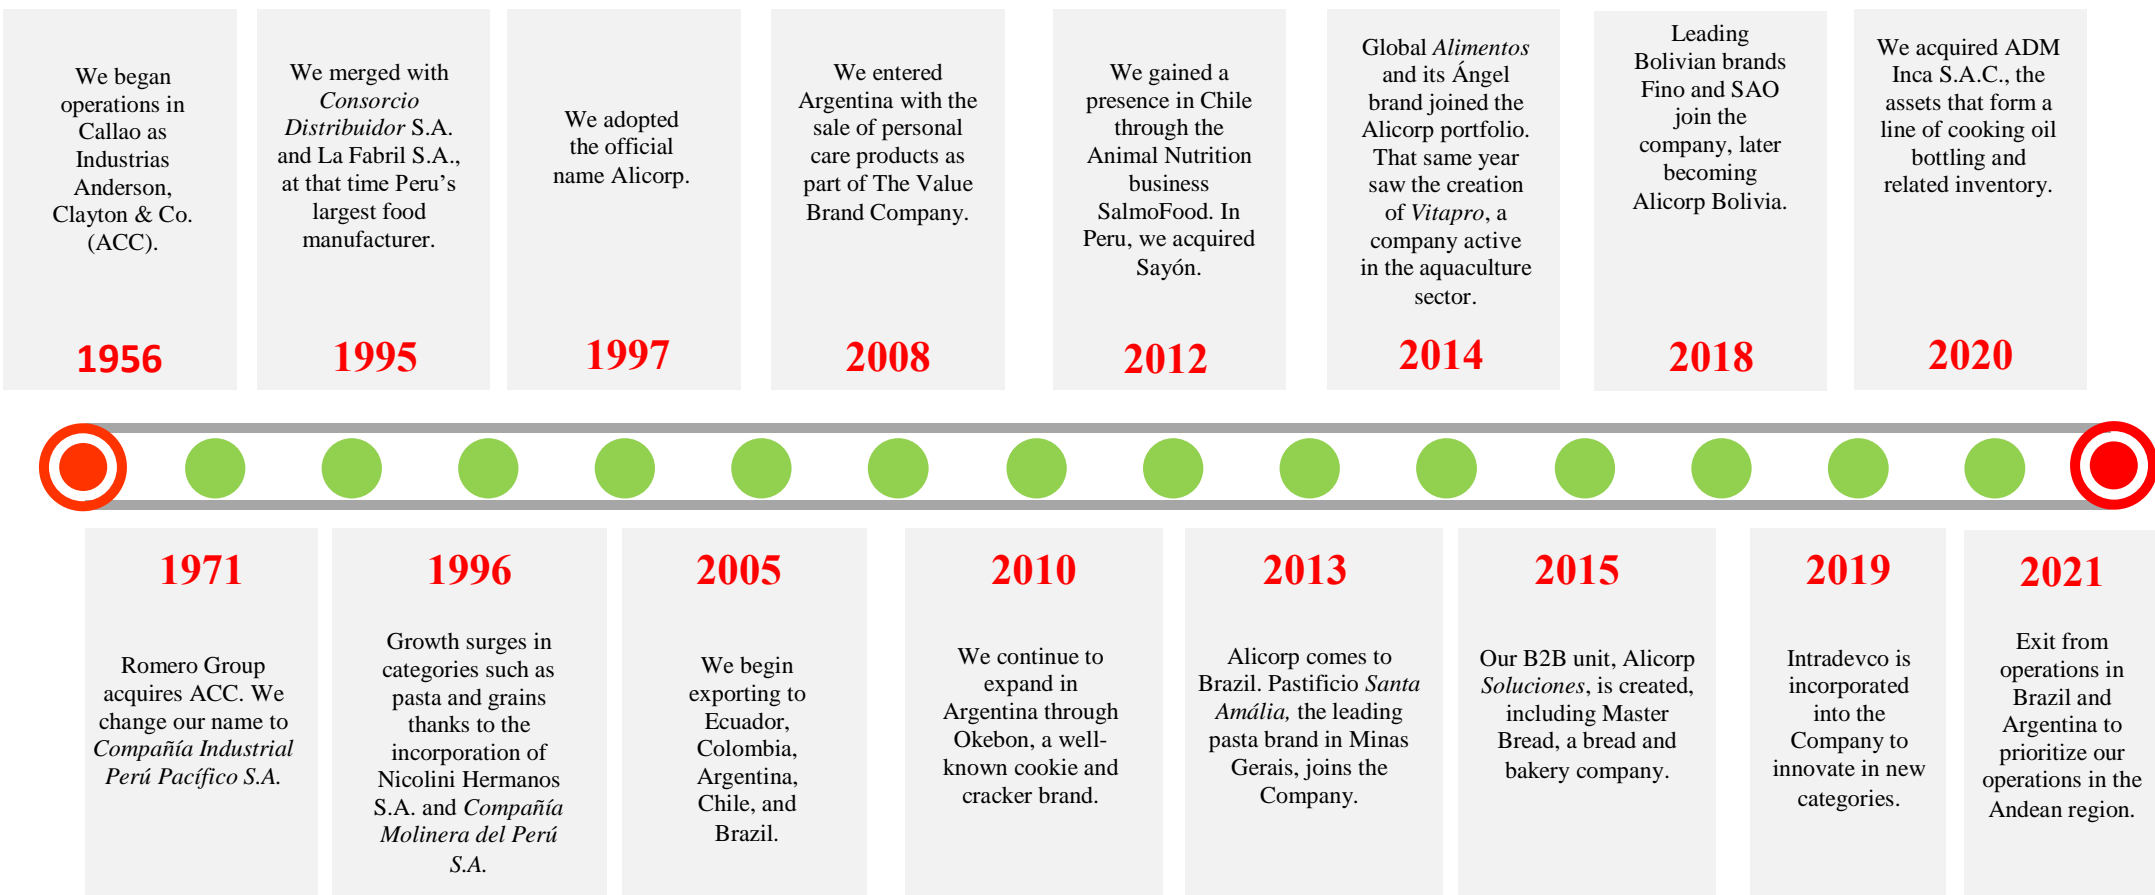 We began
operations in
Callao as
Industrias
Anderson,
Clayton & Co.
(ACC).
1956
We merged with
Consorcio
Distribuidor S.A.
and La Fabril S.A.,
at that time Peru’s
largest food
manufacturer.
1995
We adopted
the official
name Alicorp.
1997
We entered
Argentina with the
sale of personal
care products as
part of The Value
Brand Company.
2008
We gained a
presence in Chile
through the
Animal Nutrition
business
SalmoFood. In
Peru, we acquired
Sayón.
2012
Global Alimentos
and its Ángel
brand joined the
Alicorp portfolio.
That same year
saw the creation
of Vitapro, a
company active
in the aquaculture
sector.
2014
Leading
Bolivian brands
Fino and SAO
join the
company, later
becoming
Alicorp Bolivia.
2018
We acquired ADM
Inca S.A.C., the
assets that form a
line of cooking oil
bottling and
related inventory.
2020
1971
Romero Group
acquires ACC. We
change our name to
Compañía Industrial
Perú Pacífico S.A.
1996
Growth surges in
categories such as
pasta and grains
thanks to the
incorporation of
Nicolini Hermanos
S.A. and Compañía
Molinera del Perú
S.A.
2005
We begin
exporting to
Ecuador,
Colombia,
Argentina,
Chile, and
Brazil.
2010
We continue to
expand in
Argentina through
Okebon, a well-
known cookie and
cracker brand.
2013
Alicorp comes to
Brazil. Pastificio Santa
Amália, the leading
pasta brand in Minas
Gerais, joins the
Company.
2015
Our B2B unit, Alicorp
Soluciones, is created,
including Master
Bread, a bread and
bakery company.
2019
Intradevco is
incorporated
into the
Company to
innovate in new
categories.
2021
Exit from
operations in
Brazil and
Argentina to
prioritize our
operations in the
Andean region.